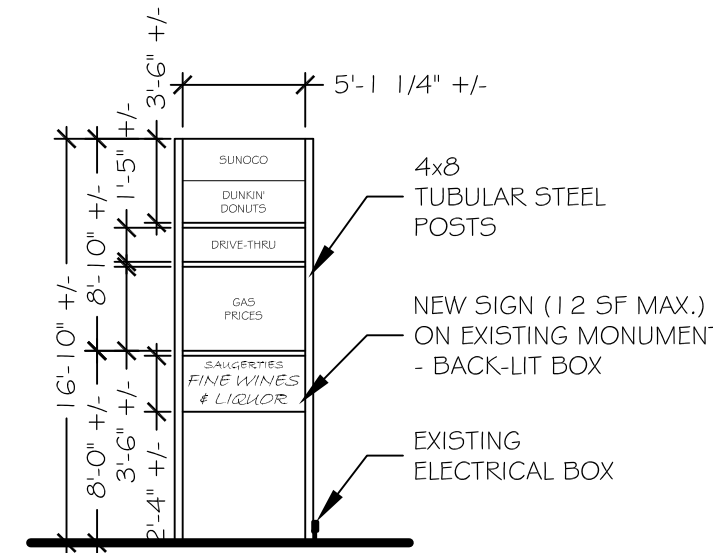 3'-6" +/-
5'-1 1/4" +/-
1'-5" +/-
8'-10" +/-
16'-10" +/-
8'-0" +/-
3'-6" +/-
2'-4" +/-
SUNOCO
DUNKIN'
DONUTS
DRIVE-THRU
GAS
PRICES
SAUGERTIES
FINE WINES
& LIQUOR
4x8
TUBULAR STEEL
POSTS
NEW SIGN (12 SF MAX.)
ON EXISTING MONUMENT
- BACK-LIT BOX
EXISTING
ELECTRICAL BOX